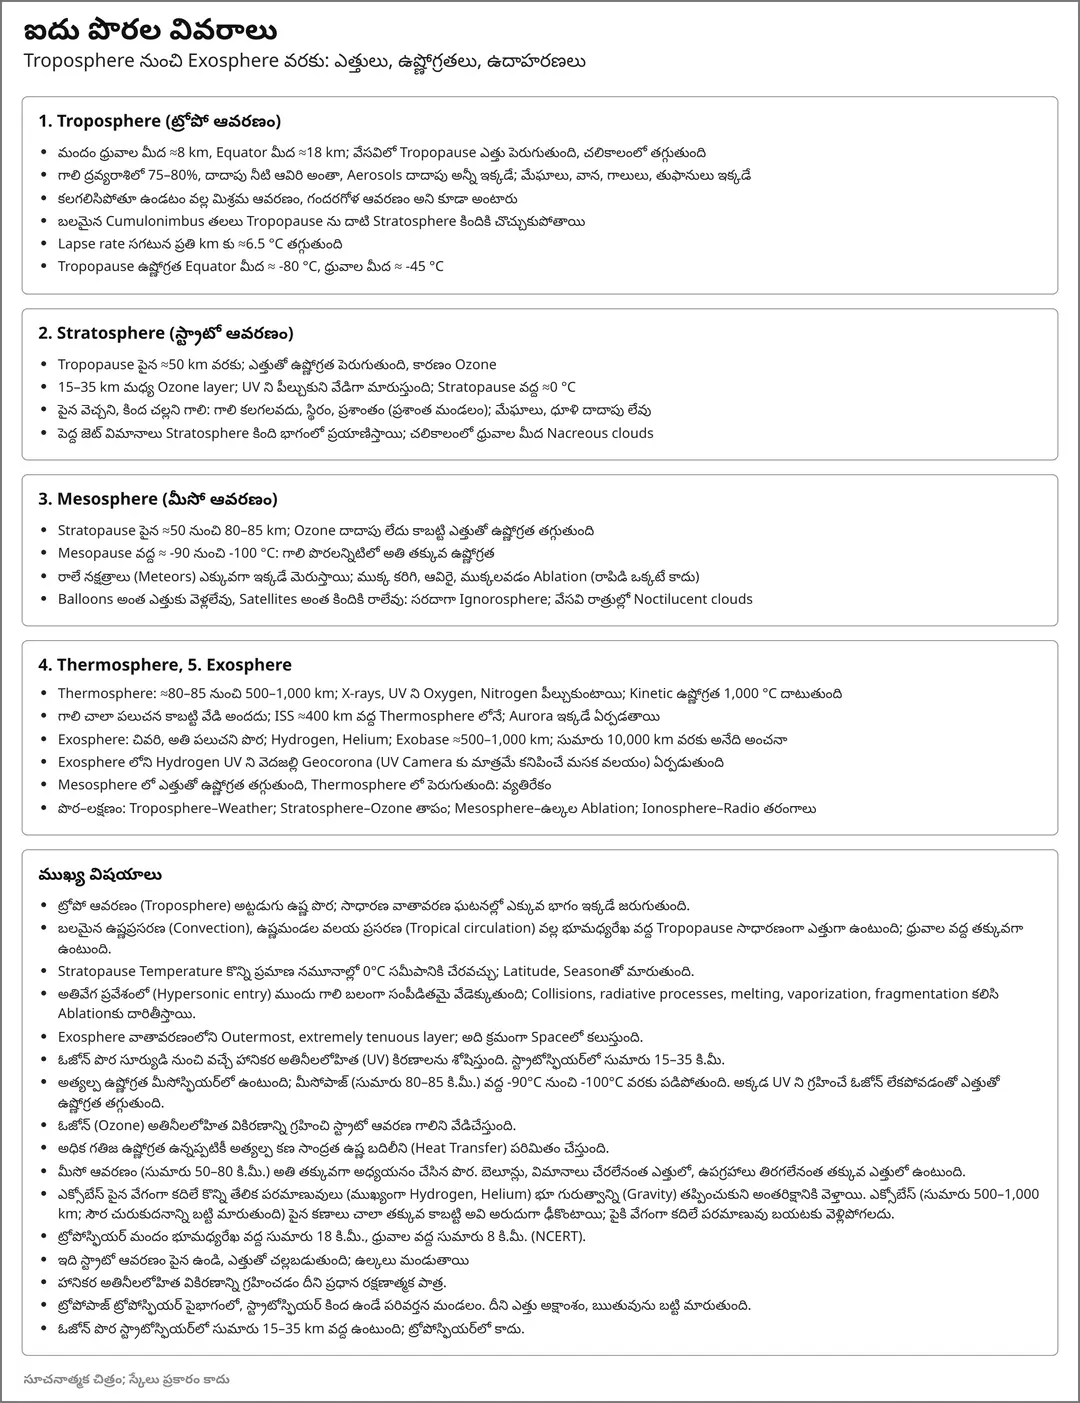 ఐదు పొరల వివరాలు
Troposphere నుంచి Exosphere వరకు: ఎత్తులు, ఉష్ణోగ్రతలు, ఉదాహరణలు
1. Troposphere (ట్రోపో ఆవరణం)
• మందం ధ్రువాల మీద ≈8 km, Equator మీద ≈18 km; వేసవిలో Tropopause ఎత్తు పెరుగుతుంది, చలికాలంలో తగ్గుతుంది
• గాలి ద్రవ్యరాశిలో 75–80%, దాదాపు నీటి ఆవిరి అంతా, Aerosols దాదాపు అన్నీ ఇక్కడే; మేఘాలు, వాన, గాలులు, తుఫానులు ఇక్కడే
• కలగలిసిపోతూ ఉండటం వల్ల మిశ్రమ ఆవరణం, గందరగోళ ఆవరణం అని కూడా అంటారు
• బలమైన Cumulonimbus తలలు Tropopause ను దాటి Stratosphere కిందికి చొచ్చుకుపోతాయి
• Lapse rate సగటున ప్రతి km కు ≈6.5 °C తగ్గుతుంది
• Tropopause ఉష్ణోగ్రత Equator మీద ≈ -80 °C, ధ్రువాల మీద ≈ -45 °C
2. Stratosphere (స్ట్రాటో ఆవరణం)
• Tropopause పైన ≈50 km వరకు; ఎత్తుతో ఉష్ణోగ్రత పెరుగుతుంది, కారణం Ozone
• 15–35 km మధ్య Ozone layer; UV ని పీల్చుకుని వేడిగా మారుస్తుంది; Stratopause వద్ద ≈0 °C
• పైన వెచ్చని, కింద చల్లని గాలి: గాలి కలగలవదు, స్థిరం, ప్రశాంతం (ప్రశాంత మండలం); మేఘాలు, ధూళి దాదాపు లేవు
• పెద్ద జెట్ విమానాలు Stratosphere కింది భాగంలో ప్రయాణిస్తాయి; చలికాలంలో ధ్రువాల మీద Nacreous clouds
3. Mesosphere (మీసో ఆవరణం)
• Stratopause పైన ≈50 నుంచి 80–85 km; Ozone దాదాపు లేదు కాబట్టి ఎత్తుతో ఉష్ణోగ్రత తగ్గుతుంది
• Mesopause వద్ద ≈ -90 నుంచి -100 °C: గాలి పొరలన్నిటిలో అతి తక్కువ ఉష్ణోగ్రత
• రాలే నక్షత్రాలు (Meteors) ఎక్కువగా ఇక్కడే మెరుస్తాయి; ముక్క కరిగి, ఆవిరై, ముక్కలవడం Ablation (రాపిడి ఒక్కటే కాదు)
• Balloons అంత ఎత్తుకు వెళ్లలేవు, Satellites అంత కిందికి రాలేవు: సరదాగా Ignorosphere; వేసవి రాత్రుల్లో Noctilucent clouds
4. Thermosphere, 5. Exosphere
• Thermosphere: ≈80–85 నుంచి 500–1,000 km; X-rays, UV ని Oxygen, Nitrogen పీల్చుకుంటాయి; Kinetic ఉష్ణోగ్రత 1,000 °C దాటుతుంది
• గాలి చాలా పలుచన కాబట్టి వేడి అందదు; ISS ≈400 km వద్ద Thermosphere లోనే; Aurora ఇక్కడే ఏర్పడతాయి
• Exosphere: చివరి, అతి పలుచని పొర; Hydrogen, Helium; Exobase ≈500–1,000 km; సుమారు 10,000 km వరకు అనేది అంచనా
• Exosphere లోని Hydrogen UV ని వెదజల్లి Geocorona (UV Camera కు మాత్రమే కనిపించే మసక వలయం) ఏర్పడుతుంది
• Mesosphere లో ఎత్తుతో ఉష్ణోగ్రత తగ్గుతుంది, Thermosphere లో పెరుగుతుంది: వ్యతిరేకం
• పొర–లక్షణం: Troposphere–Weather; Stratosphere–Ozone తాపం; Mesosphere–ఉల్కల Ablation; Ionosphere–Radio తరంగాలు
ముఖ్య విషయాలు
• ట్రోపో ఆవరణం (Troposphere) అట్టడుగు ఉష్ణ పొర; సాధారణ వాతావరణ ఘటనల్లో ఎక్కువ భాగం ఇక్కడే జరుగుతుంది.
• బలమైన ఉష్ణప్రసరణ (Convection), ఉష్ణమండల వలయ ప్రసరణ (Tropical circulation) వల్ల భూమధ్యరేఖ వద్ద Tropopause సాధారణంగా ఎత్తుగా ఉంటుంది; ధ్రువాల వద్ద తక్కువగా
ఉంటుంది.
• Stratopause Temperature కొన్ని ప్రమాణ నమూనాల్లో 0°C సమీపానికి చేరవచ్చు; Latitude, Seasonతో మారుతుంది.
• అతివేగ ప్రవేశంలో (Hypersonic entry) ముందు గాలి బలంగా సంపీడితమై వేడెక్కుతుంది; Collisions, radiative processes, melting, vaporization, fragmentation కలిసి
Ablationకు దారితీస్తాయి.
• Exosphere వాతావరణంలోని Outermost, extremely tenuous layer; అది క్రమంగా Spaceలో కలుస్తుంది.
• ఓజోన్ పొర సూర్యుడి నుంచి వచ్చే హానికర అతినీలలోహిత (UV) కిరణాలను శోషిస్తుంది. స్ట్రాటోస్ఫియర్‌లో సుమారు 15–35 కి.మీ.
• అత్యల్ప ఉష్ణోగ్రత మీసోస్ఫియర్‌లో ఉంటుంది; మీసోపాజ్ (సుమారు 80–85 కి.మీ.) వద్ద -90°C నుంచి -100°C వరకు పడిపోతుంది. అక్కడ UV ని గ్రహించే ఓజోన్ లేకపోవడంతో ఎత్తుతో
ఉష్ణోగ్రత తగ్గుతుంది.
• ఓజోన్ (Ozone) అతినీలలోహిత వికిరణాన్ని గ్రహించి స్ట్రాటో ఆవరణ గాలిని వేడిచేస్తుంది.
• అధిక గతిజ ఉష్ణోగ్రత ఉన్నప్పటికీ అత్యల్ప కణ సాంద్రత ఉష్ణ బదిలీని (Heat Transfer) పరిమితం చేస్తుంది.
• మీసో ఆవరణం (సుమారు 50–80 కి.మీ.) అతి తక్కువగా అధ్యయనం చేసిన పొర. బెలూన్లు, విమానాలు చేరలేనంత ఎత్తులో, ఉపగ్రహాలు తిరగలేనంత తక్కువ ఎత్తులో ఉంటుంది.
• ఎక్సోబేస్ పైన వేగంగా కదిలే కొన్ని తేలిక పరమాణువులు (ముఖ్యంగా Hydrogen, Helium) భూ గురుత్వాన్ని (Gravity) తప్పించుకుని అంతరిక్షానికి వెళ్తాయి. ఎక్సోబేస్ (సుమారు 500–1,000
km; సౌర చురుకుదనాన్ని బట్టి మారుతుంది) పైన కణాలు చాలా తక్కువ కాబట్టి అవి అరుదుగా ఢీకొంటాయి; పైకి వేగంగా కదిలే పరమాణువు బయటకు వెళ్లిపోగలదు.
• ట్రోపోస్ఫియర్ మందం భూమధ్యరేఖ వద్ద సుమారు 18 కి.మీ., ధ్రువాల వద్ద సుమారు 8 కి.మీ. (NCERT).
• ఇది స్ట్రాటో ఆవరణం పైన ఉండి, ఎత్తుతో చల్లబడుతుంది; ఉల్కలు మండుతాయి
• హానికర అతినీలలోహిత వికిరణాన్ని గ్రహించడం దీని ప్రధాన రక్షణాత్మక పాత్ర.
• ట్రోపోపాజ్ ట్రోపోస్ఫియర్ పైభాగంలో, స్ట్రాటోస్ఫియర్ కింద ఉండే పరివర్తన మండలం. దీని ఎత్తు అక్షాంశం, ఋతువును బట్టి మారుతుంది.
• ఓజోన్ పొర స్ట్రాటోస్ఫియర్‌లో సుమారు 15–35 km వద్ద ఉంటుంది; ట్రోపోస్ఫియర్‌లో కాదు.
సూచనాత్మక చిత్రం; స్కేలు ప్రకారం కాదు